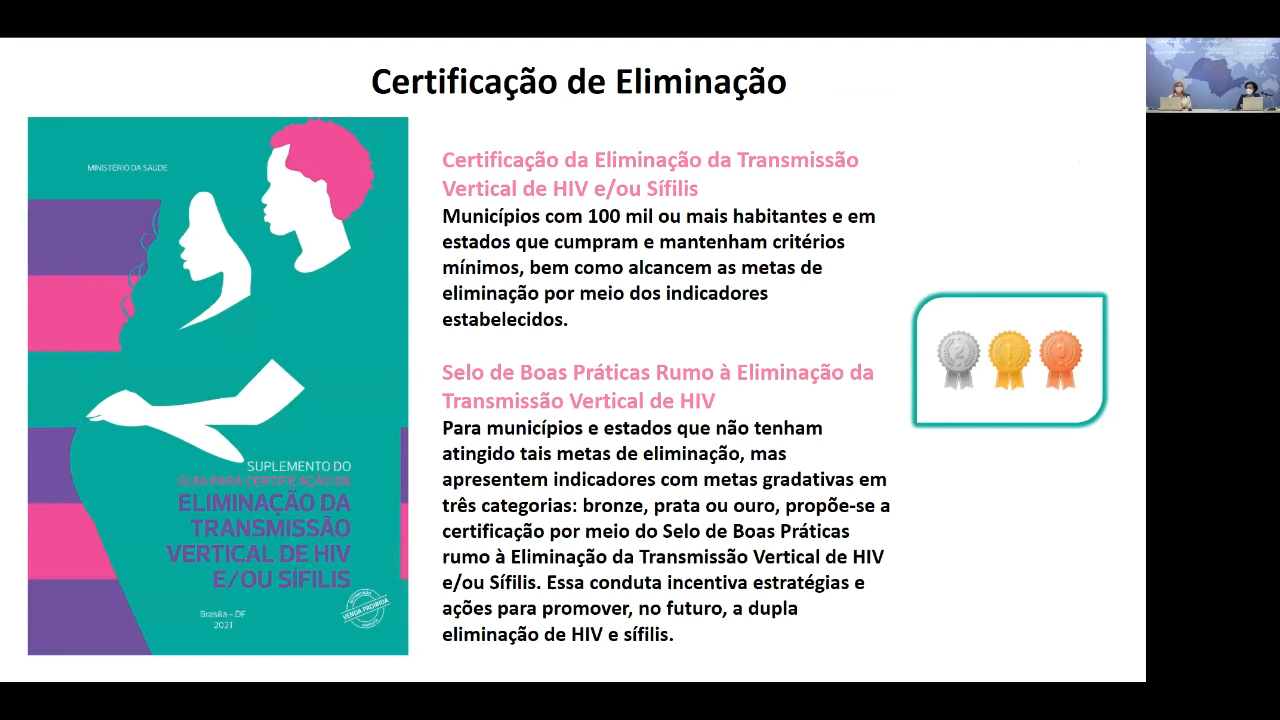 Certificação de Eliminação
MINISTÉRIO DA SAÚDE
SUPLEMENTO DO
GUIA PARA CERTIFICAÇÃO DA
ELIMINAÇÃO DA
TRANSMISSÃO
VERTICAL DE HIV
E/OU SÍFILIS
Brasília – DF
2021
VENDA PROIBIDA
Certificação da Eliminação da Transmissão
Vertical de HIV e/ou Sífilis
Municípios com 100 mil ou mais habitantes e em
estados que cumpram e mantenham critérios
mínimos, bem como alcancem as metas de
eliminação por meio dos indicadores
estabelecidos.
Selo de Boas Práticas Rumo à Eliminação da
Transmissão Vertical de HIV
Para municípios e estados que não tenham
atingido tais metas de eliminação, mas
apresentem indicadores com metas gradativas em
três categorias: bronze, prata ou ouro, propõe-se a
certificação por meio do Selo de Boas Práticas
rumo à Eliminação da Transmissão Vertical de HIV
e/ou Sífilis. Essa conduta incentiva estratégias e
ações para promover, no futuro, a dupla
eliminação de HIV e sífilis.
2 1